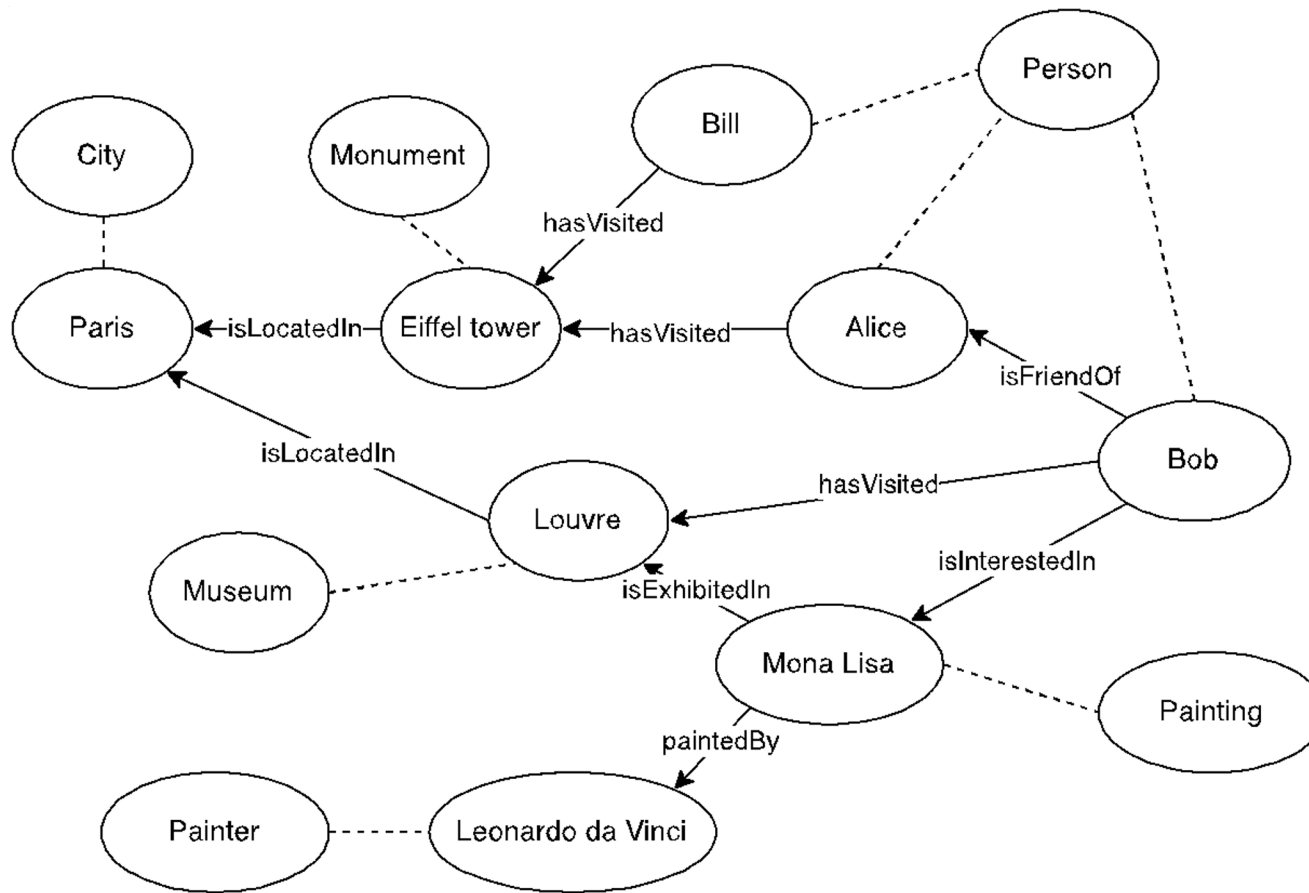 Person
Bill
City
Monument
hasVisited
Paris
isLocatedIn
Eiffel tower
hasVisited
Alice
isFriendOf
isLocatedIn
Bob
hasVisited
Louvre
isInterestedIn
Museum
isExhibitedIn
Mona Lisa
Painting
paintedBy
Painter
Leonardo da Vinci